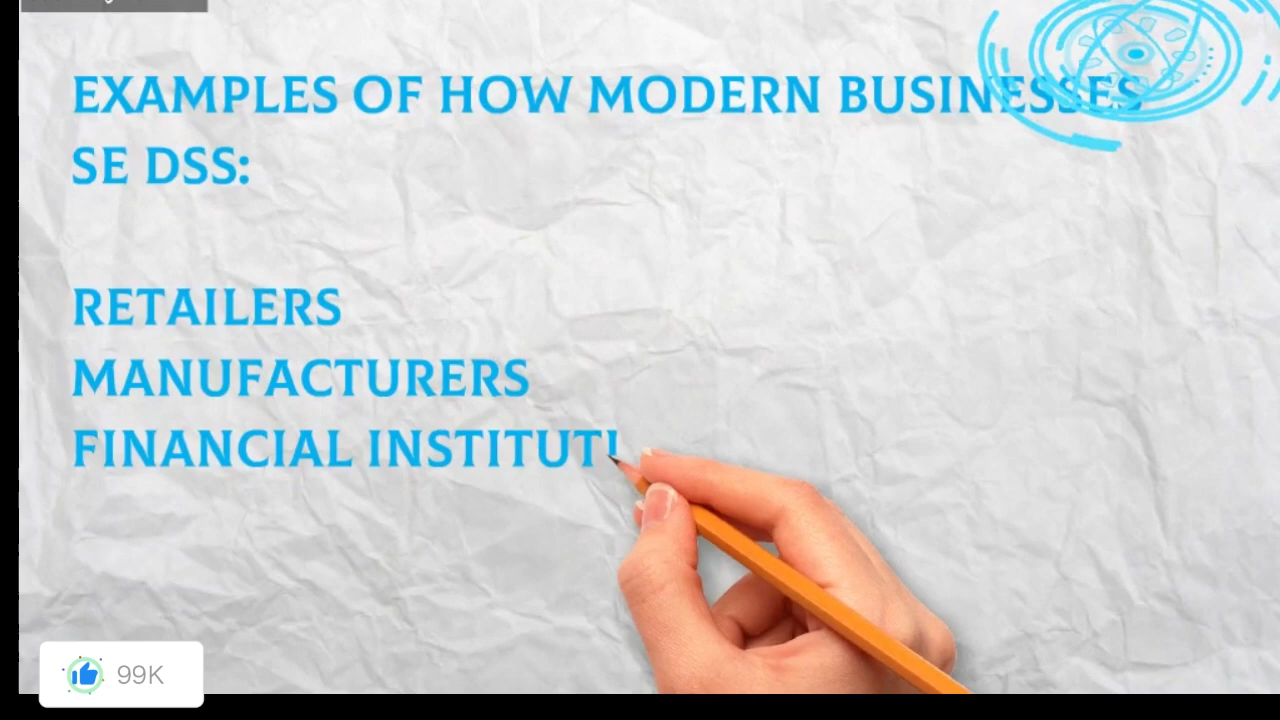 EXAMPLES OF HOW MODERN BUSINESSES
SE DSS:
RETAILERS
MANUFACTURERS
FINANCIAL INSTITUTI
99K